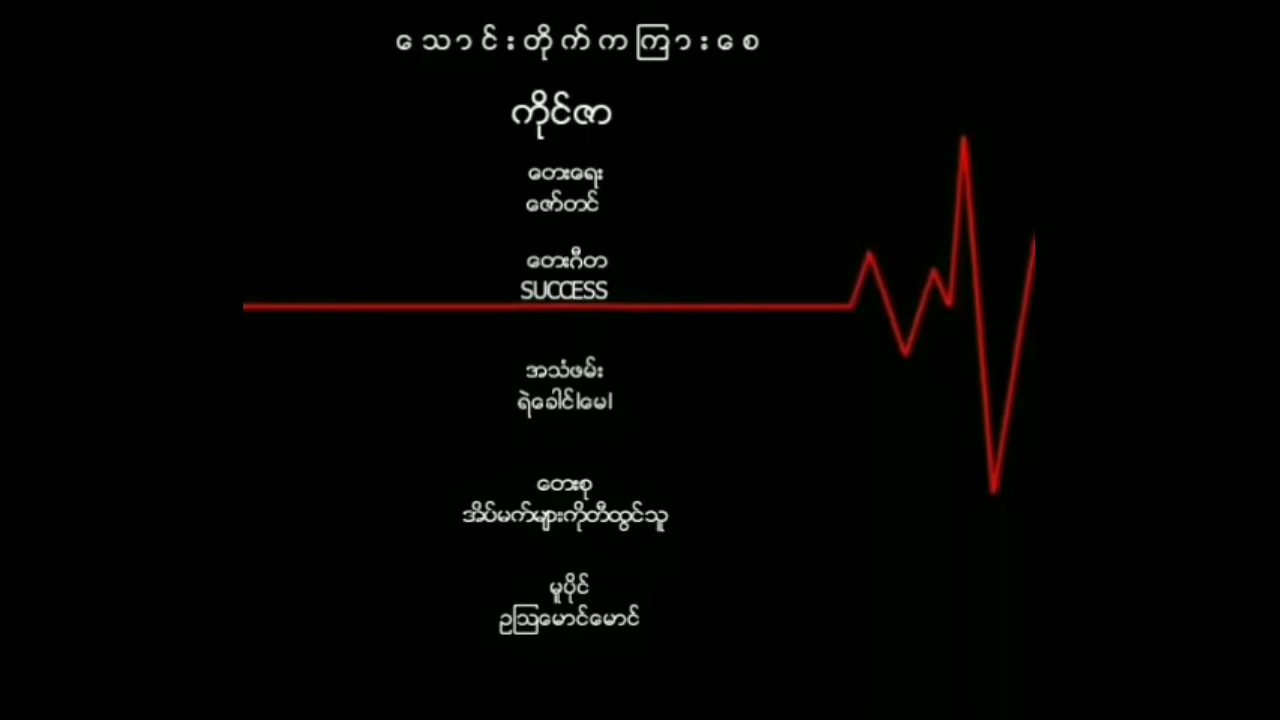 သောင်းတိုက်ကကြားစေ
ကိုင်ဇာ
တေးရေး
ဇော်တင်
တေးဂီတ
SUCCESS
အသံဖမ်း
ရဲခေါင်၊မေ၊
တေးစု
အိပ်မက်များကိုတီထွင်သူ
မူပိုင်
ဥဩမောင်မောင်